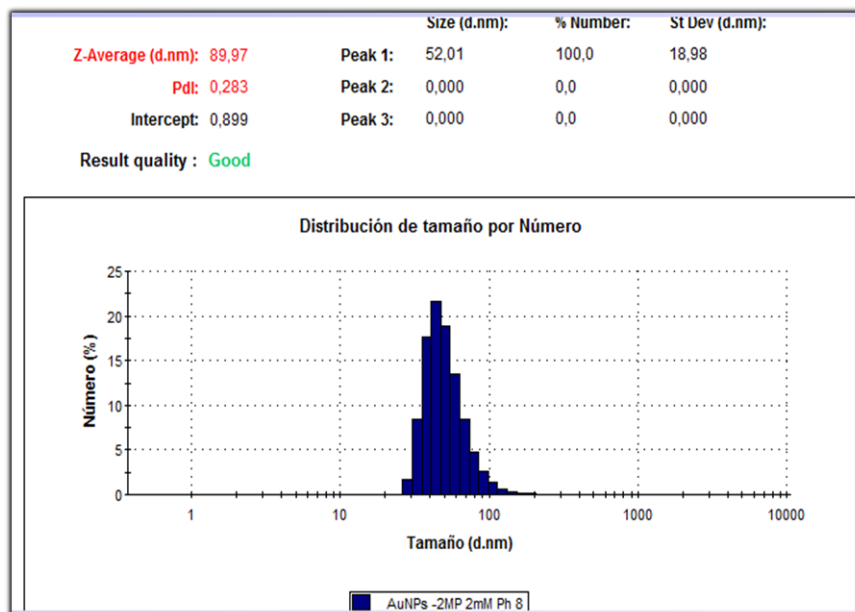 Size (d.nm): % Number: St Dev (d.nm):
Z-Average (d.nm): 89,97 Peak 1: 52,01 100,0 18,98
PdI: 0,283 Peak 2: 0,000 0,0 0,000
Intercept: 0,899 Peak 3: 0,000 0,0 0,000
Result quality : Good
Distribución de tamaño por Número
25
20
15
10
5
0
Número (%)
1 10 100 1000 10000
Tamaño (d.nm)
AuNPs -2MP 2mM Ph 8